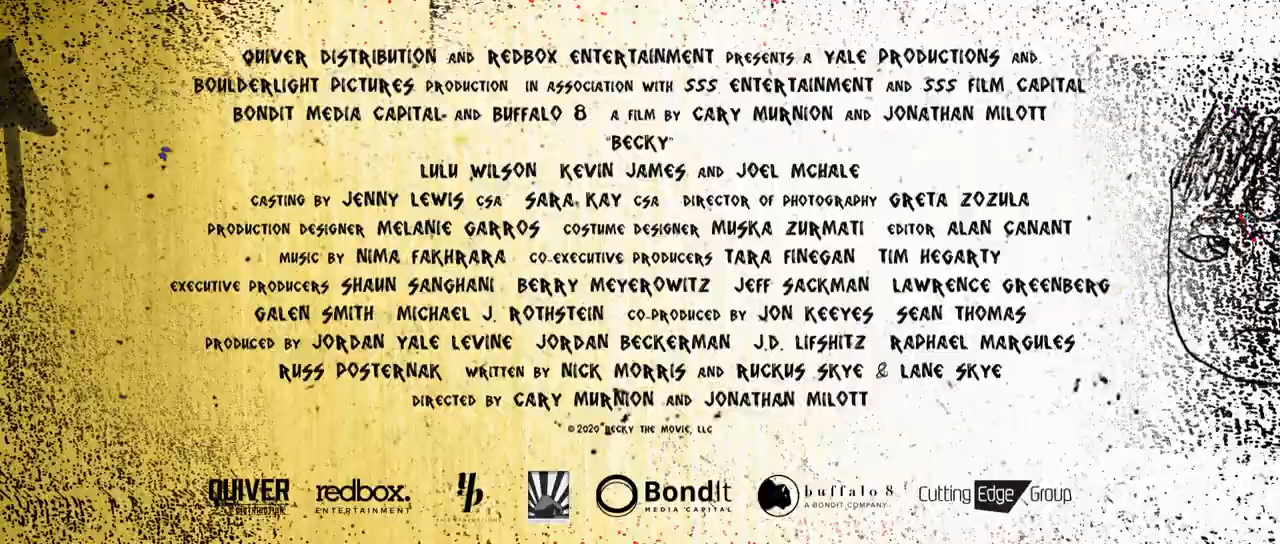 QUIVER DISTRIBUTION AND REDBOX ENTERTAINMENT PRESENTS A YALE PRODUCTIONS AND
BOULDERLIGHT PICTURES PRODUCTION IN ASSOCIATION WITH SSS ENTERTAINMENT AND SSS FILM CAPITAL
BONDIT MEDIA CAPITAL AND BUFFALO 8 A FILM BY CARY MURNION AND JONATHAN MILOTT
"BECKY"
LULU WILSON KEVIN JAMES AND JOEL MCHALE
CASTING BY JENNY LEWIS CSA SARA KAY CSA DIRECTOR OF PHOTOGRAPHY GRETA ZOZULA
PRODUCTION DESIGNER MELANIE GARROS COSTUME DESIGNER MUSKA ZURMATI EDITOR ALAN CANANT
MUSIC BY NIMA FAKHRARA CO-EXECUTIVE PRODUCERS TARA FINEGAN TIM HEGARTY
EXECUTIVE PRODUCERS SHAUN SANGHANI BERRY MEYEROWITZ JEFF SACKMAN LAWRENCE GREENBERG
GALEN SMITH MICHAEL J. ROTHSTEIN CO-PRODUCED BY JON KEEYES SEAN THOMAS
PRODUCED BY JORDAN YALE LEVINE JORDAN BECKERMAN J.D. LIFSHITZ RAPHAEL MARGULES
RUSS POSTERNAK WRITTEN BY NICK MORRIS AND RUCKUS SKYE & LANE SKYE
DIRECTED BY CARY MURNION AND JONATHAN MILOTT
© 2020 BECKY THE MOVIE, LLC
QUIVER redbox. BondIt buffalo 8 Cutting Edge Group
DISTRIBUTION ENTERTAINMENT MEDIA CAPITAL A BONDIT COMPANY